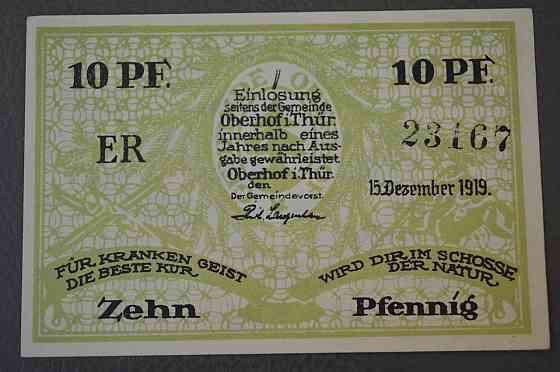 10 PF.
10 PF.
Einlösung
seitens der Gemeinde
Oberhof i. Thür.
innerhalb eines
Jahres nach Aus-
gabe gewährleistet.
Oberhof i. Thür.
den
Der Gemeindevorst.
ER
23167
15. Dezember 1919.
FÜR KRANKEN GEIST
DIE BESTE KUR
WIRD DIR IM SCHOSSE
DER NATUR.
Zehn
Pfennig